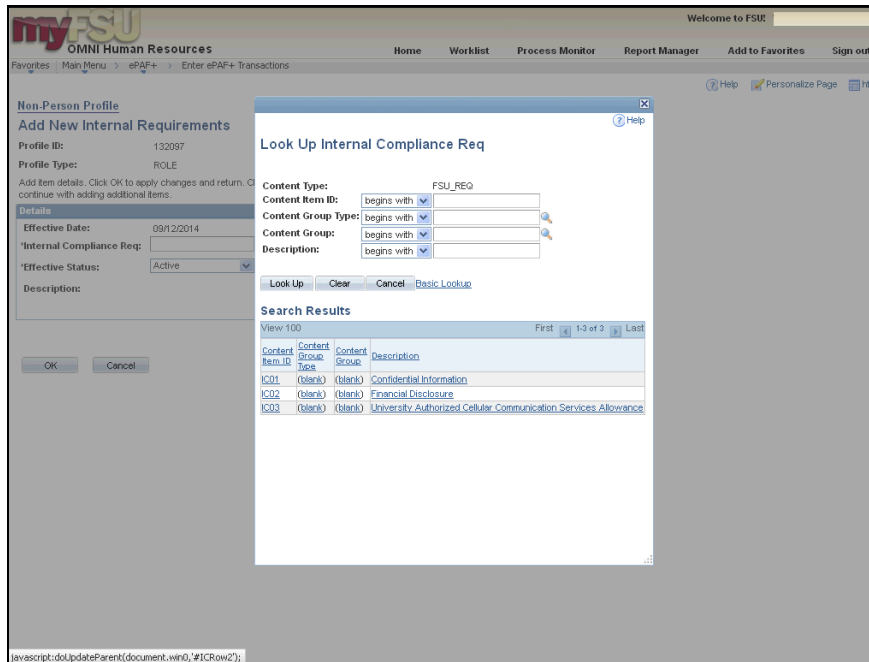 myFSU
OMNI Human Resources
Welcome to FSU!
Home Worklist Process Monitor Report Manager Add to Favorites Sign out
Favorites Main Menu > ePAF+ > Enter ePAF+ Transactions
Help Personalize Page
Non-Person Profile
Add New Internal Requirements
Profile ID: 132097
Profile Type: ROLE
Add item details. Click OK to apply changes and return.
continue with adding additional items.
Details
Effective Date: 09/12/2014
*Internal Compliance Req:
*Effective Status: Active
Description:
OK Cancel
Help
Look Up Internal Compliance Req
Content Type: FSU_REQ
Content Item ID: begins with
Content Group Type: begins with
Content Group: begins with
Description: begins with
Look Up Clear Cancel Basic Lookup
Search Results
View 100 First 1-3 of 3 Last
Content Item ID Content Group Type Content Group Description
IC01 (blank) (blank) Confidential Information
IC02 (blank) (blank) Financial Disclosure
IC03 (blank) (blank) University Authorized Cellular Communication Services Allowance
javascript:doUpdateParent(document.win0,'#ICRow2');